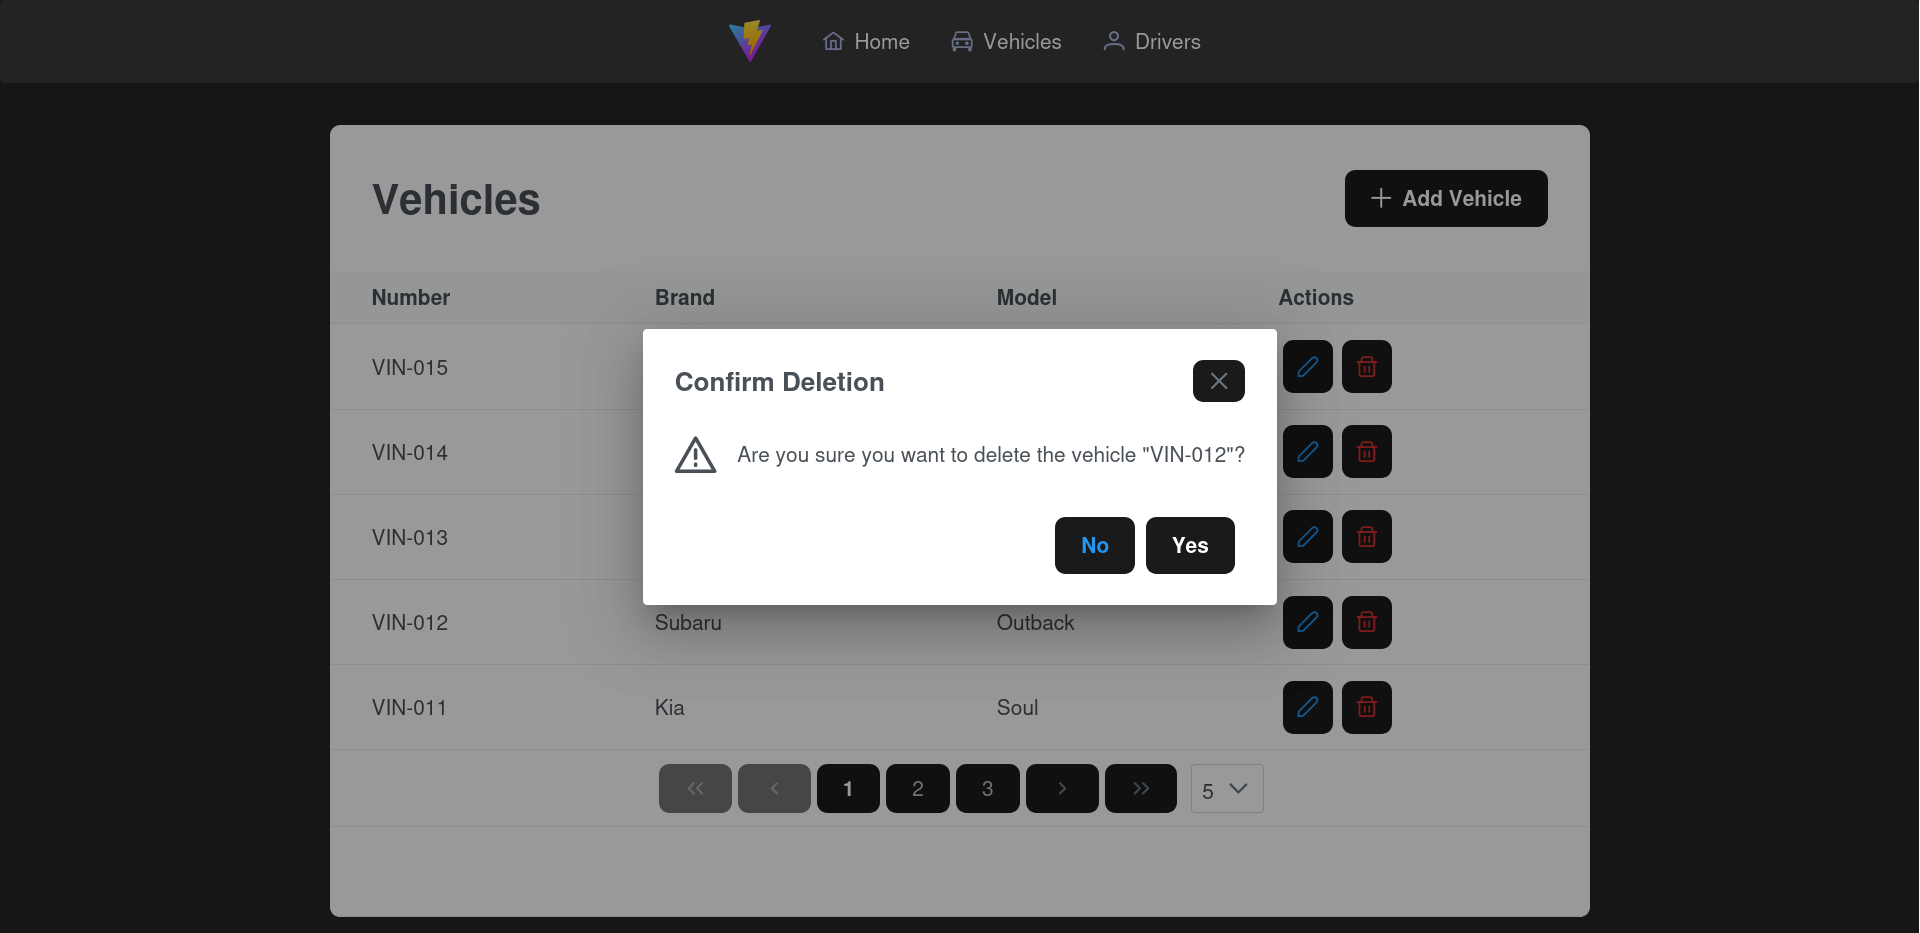 Home Vehicles Drivers
Vehicles
Add Vehicle
Number Brand Model Actions
VIN-015
Confirm Deletion
VIN-014
Are you sure you want to delete the vehicle "VIN-012"?
VIN-013
No Yes
VIN-012 Subaru Outback
VIN-011 Kia Soul
1 2 3 5